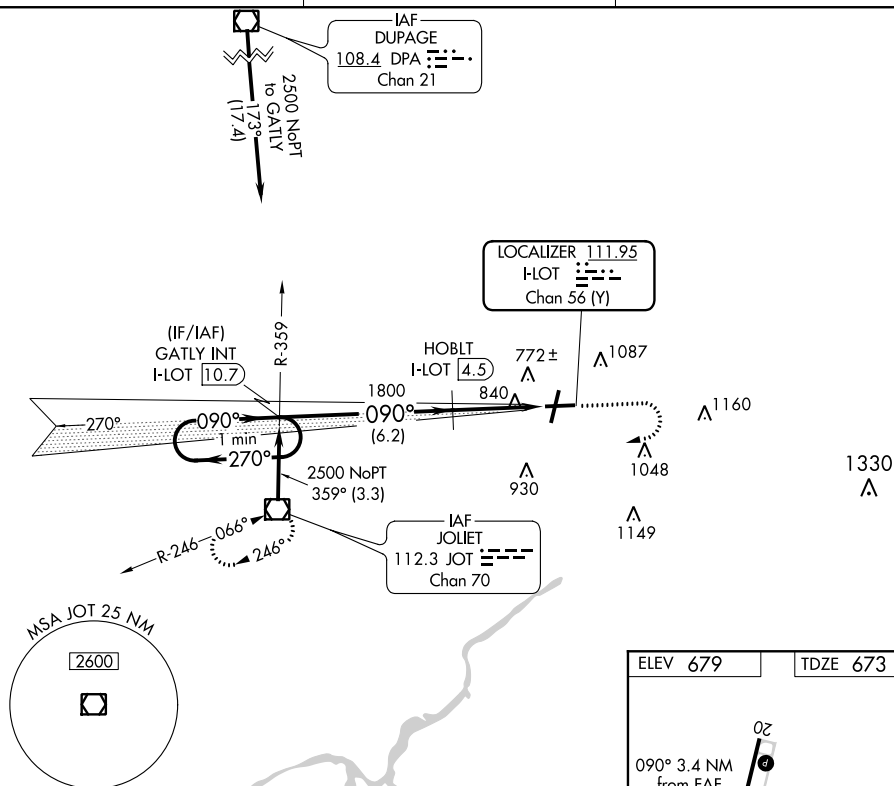 IAF
DUPAGE
108.4 DPA
Chan 21
2500 NoPT
to GATLY
173°
(17.4)
LOCALIZER 111.95
I-LOT
Chan 56 (Y)
R-359
(IF/IAF)
GATLY INT
I-LOT 10.7
HOBLT
I-LOT 4.5
772±
1087
840
1800
090°
(6.2)
1160
270°
090°
1 min
270°
1048
1330
930
1149
2500 NoPT
359° (3.3)
IAF
JOLIET
112.3 JOT
Chan 70
R-246
066°
246°
MSA JOT 25 NM
2600
ELEV 679
TDZE 673
20
P
090° 3.4 NM
from FAF